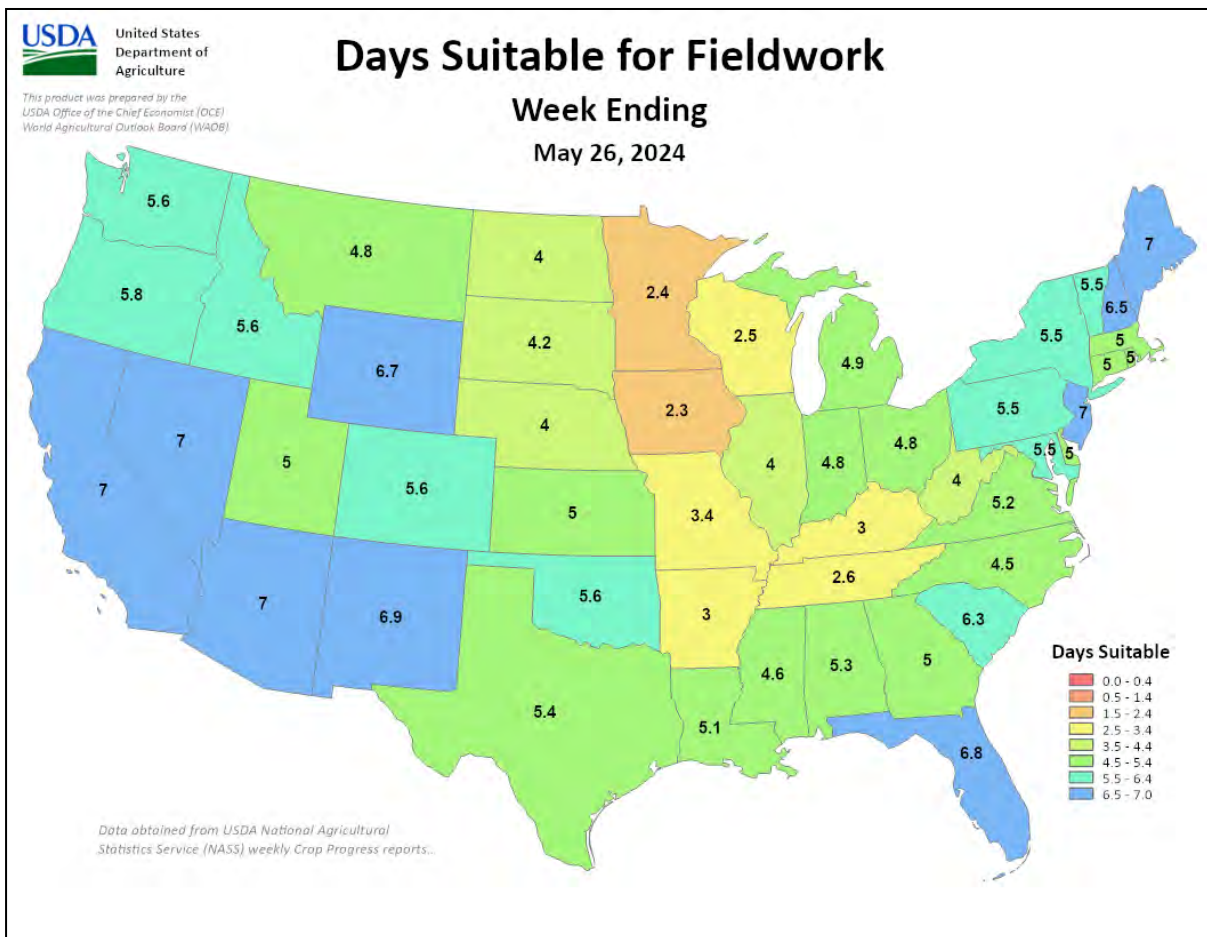 USDA
United States
Department of
Agriculture
This product was prepared by the
USDA Office of the Chief Economist (OCE)
World Agricultural Outlook Board (WAOB)
Days Suitable for Fieldwork
Week Ending
May 26, 2024
5.6
4.8
4
2.4
7
5.8
5.6
6.7
4.2
2.5
4.9
5.5
5.5
6.5
5
5
5
7
7
5
5.6
4
2.3
4
4.8
4.8
5.5
7
5.5
5
4
5.2
5
3.4
3
4.5
7
6.9
5.6
3
2.6
6.3
5.4
5.1
4.6
5.3
5
6.8
Days Suitable
0.0 - 0.4
0.5 - 1.4
1.5 - 2.4
2.5 - 3.4
3.5 - 4.4
4.5 - 5.4
5.5 - 6.4
6.5 - 7.0
Data obtained from USDA National Agricultural
Statistics Service (NASS) weekly Crop Progress reports..